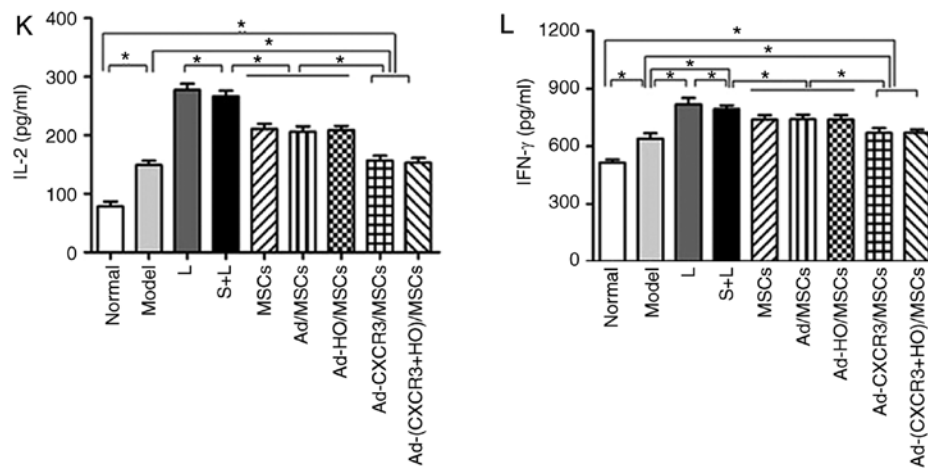 K
400
300
200
100
0
IL-2 (pg/ml)
*
*
*
*
*
*
Normal
Model
L
S+L
MSCs
Ad/MSCs
Ad-HO/MSCs
Ad-CXCR3/MSCs
Ad-(CXCR3+HO)/MSCs
L
1200
900
600
300
0
IFN-γ (pg/ml)
*
*
*
*
*
*
*
*
Normal
Model
L
S+L
MSCs
Ad/MSCs
Ad-HO/MSCs
Ad-CXCR3/MSCs
Ad-(CXCR3+HO)/MSCs